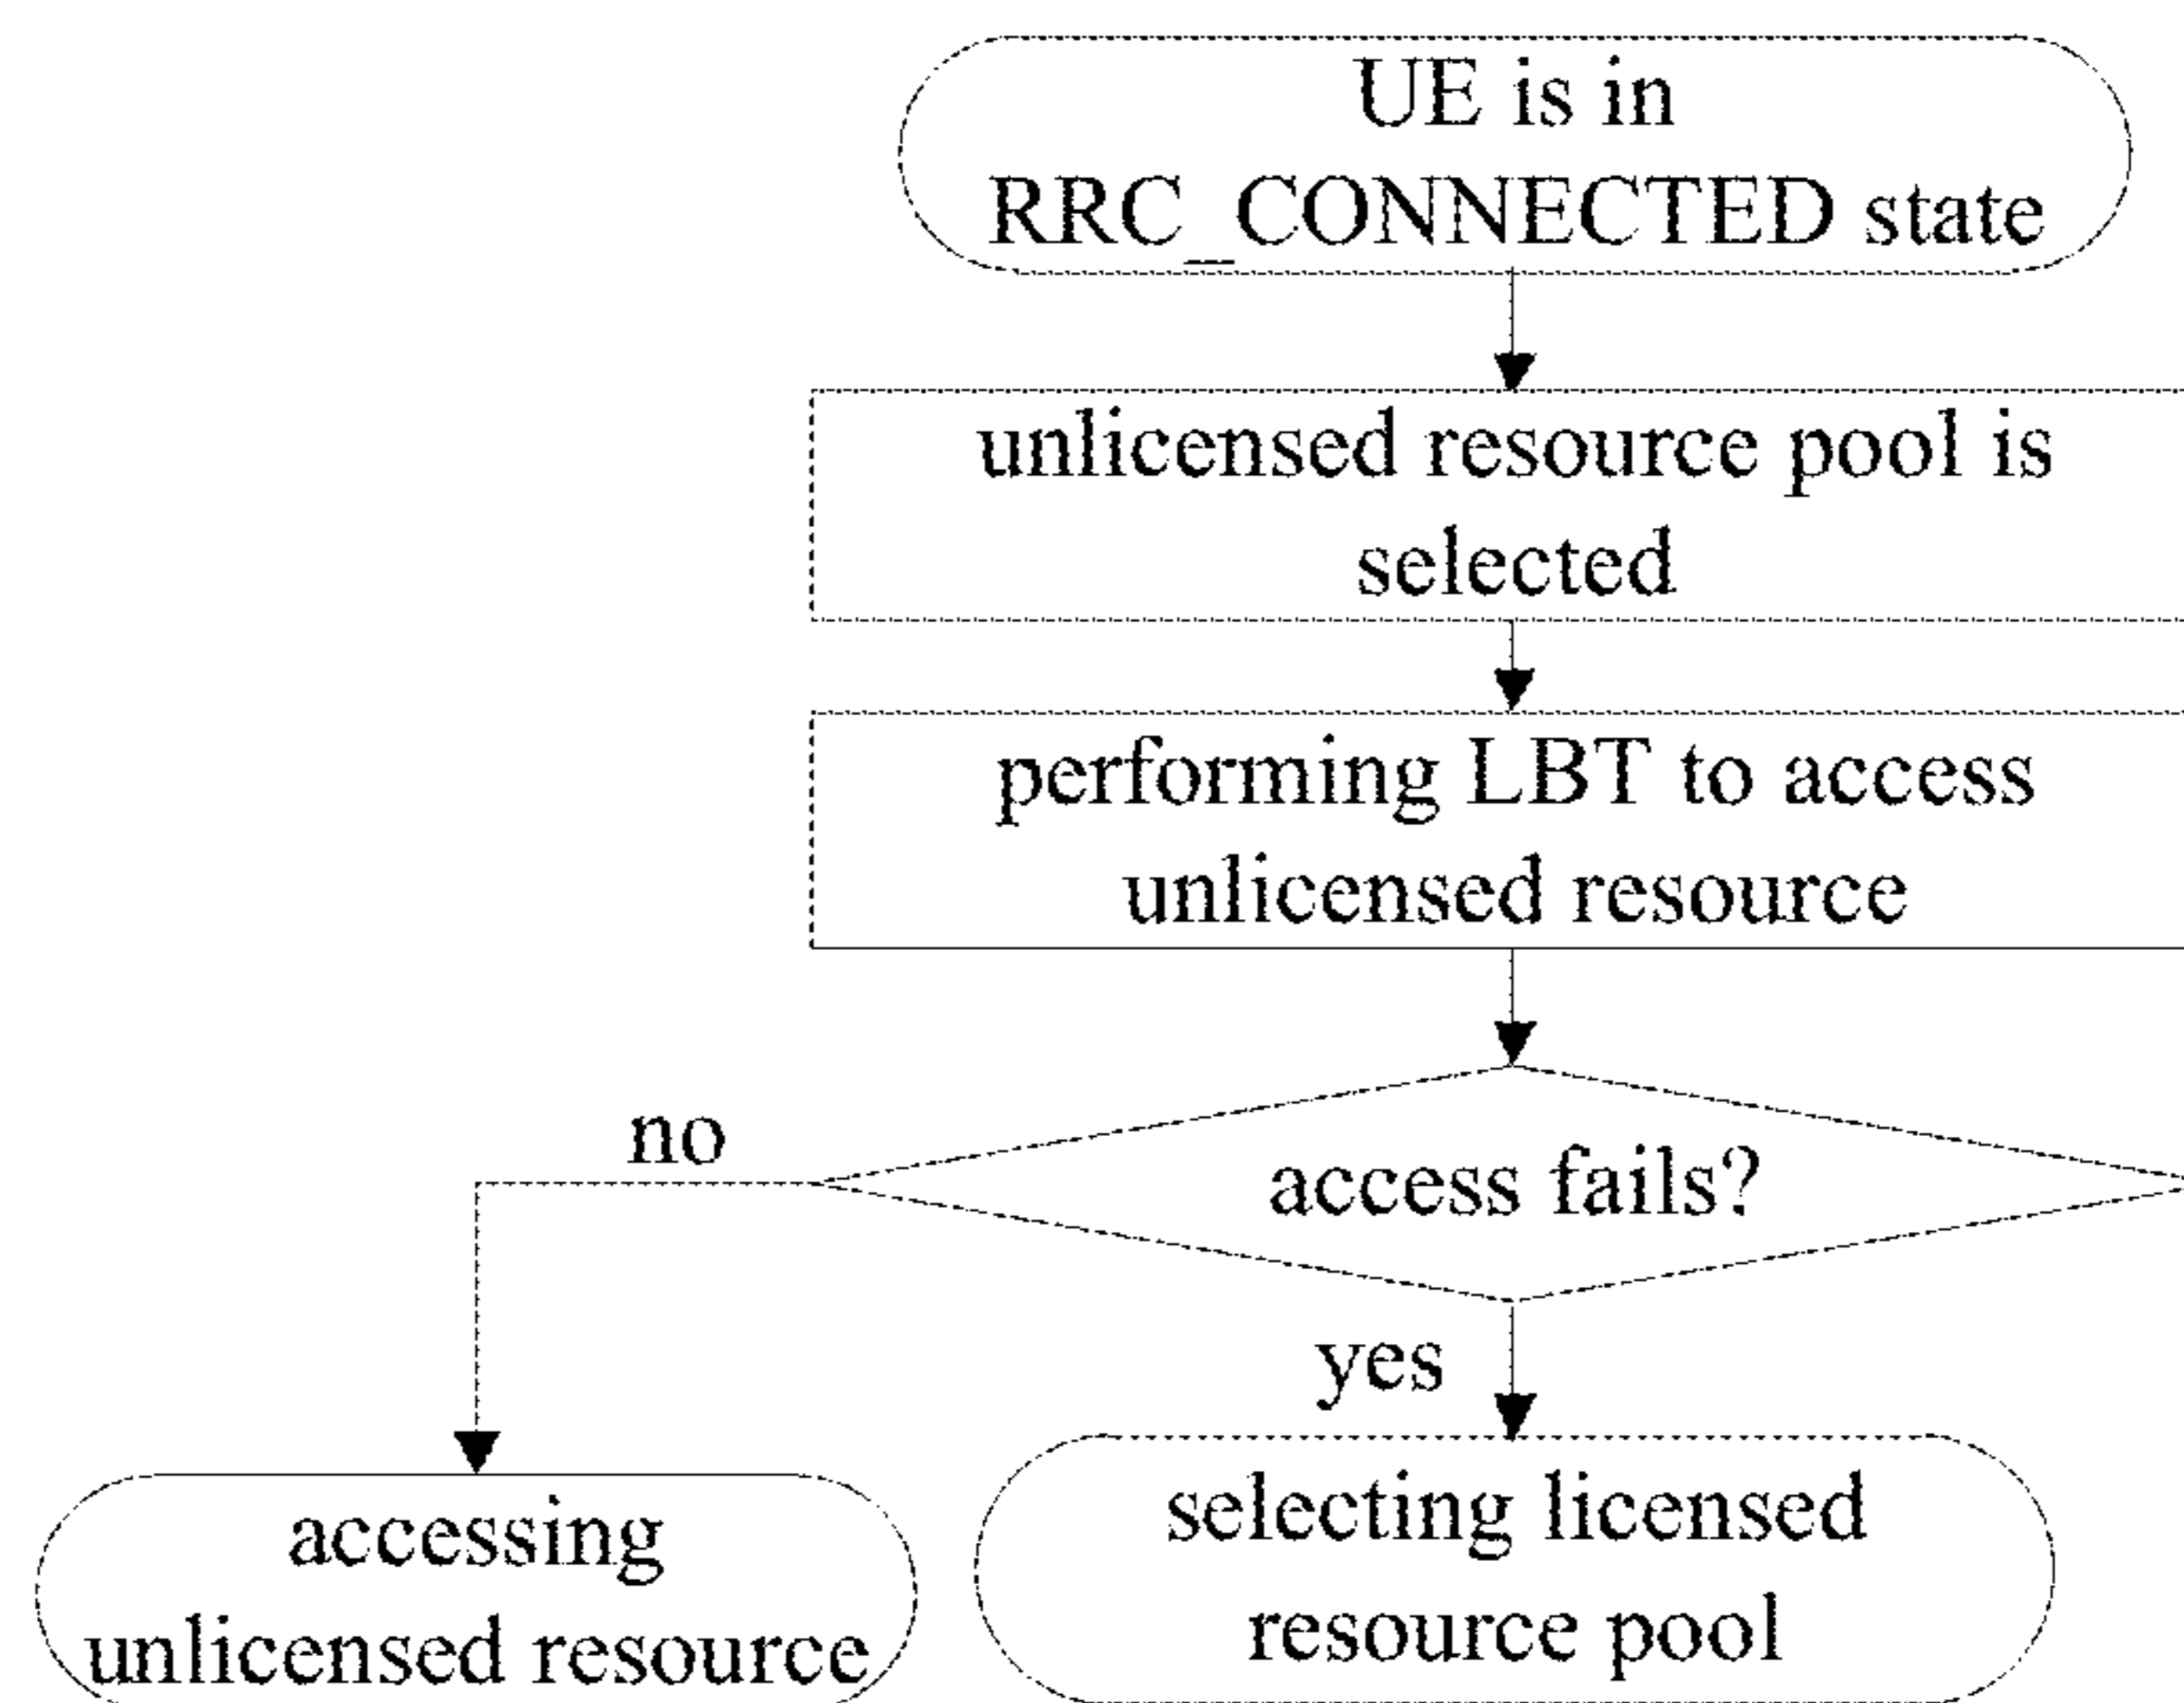 UE is in
RRC_CONNECTED state
unlicensed resource pool is
selected
performing LBT to access
unlicensed resource
no
access fails?
yes
accessing
unlicensed resource
selecting licensed
resource pool